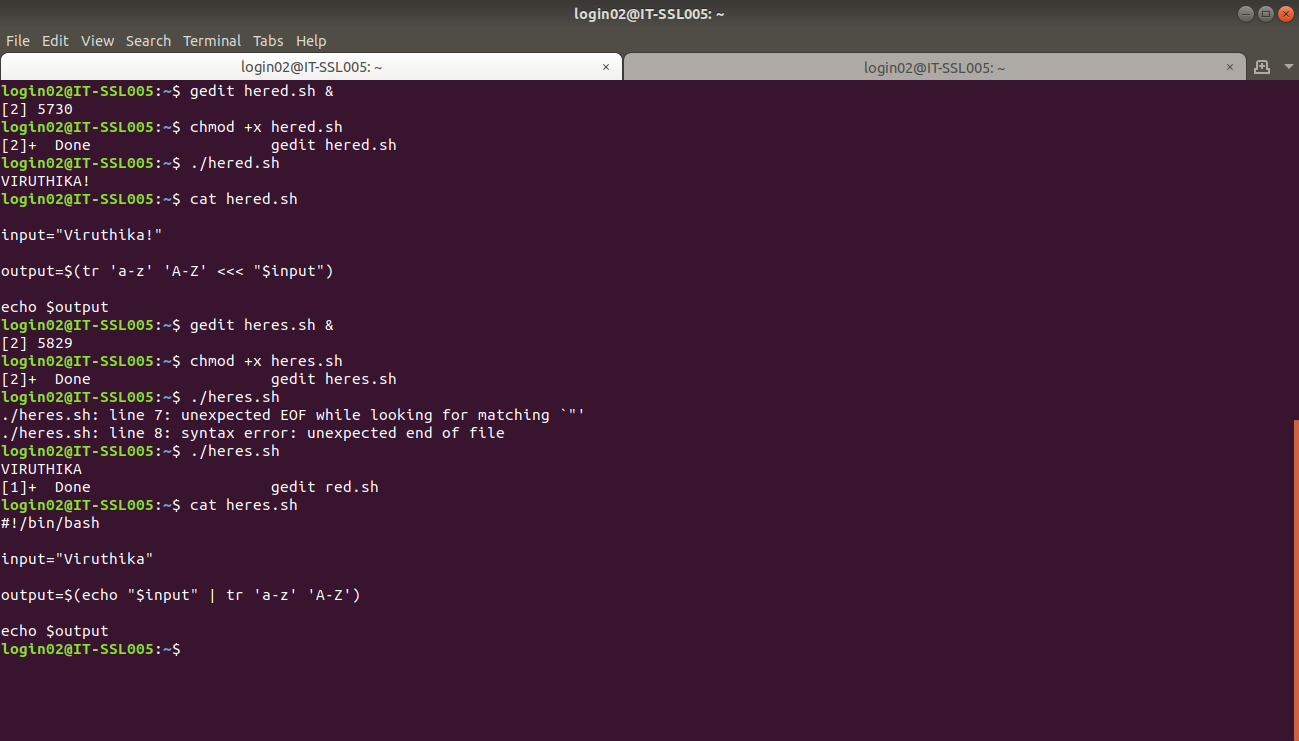 login02@IT-SSL005: ~
File Edit View Search Terminal Tabs Help
login02@IT-SSL005: ~ × login02@IT-SSL005: ~ ×
login02@IT-SSL005:~$ gedit hered.sh &
[2] 5730
login02@IT-SSL005:~$ chmod +x hered.sh
[2]+  Done                    gedit hered.sh
login02@IT-SSL005:~$ ./hered.sh
VIRUTHIKA!
login02@IT-SSL005:~$ cat hered.sh
input="Viruthika!"
output=$(tr 'a-z' 'A-Z' <<< "$input")
echo $output
login02@IT-SSL005:~$ gedit heres.sh &
[2] 5829
login02@IT-SSL005:~$ chmod +x heres.sh
[2]+  Done                    gedit heres.sh
login02@IT-SSL005:~$ ./heres.sh
./heres.sh: line 7: unexpected EOF while looking for matching `"'
./heres.sh: line 8: syntax error: unexpected end of file
login02@IT-SSL005:~$ ./heres.sh
VIRUTHIKA
[1]+  Done                    gedit red.sh
login02@IT-SSL005:~$ cat heres.sh
#!/bin/bash
input="Viruthika"
output=$(echo "$input" | tr 'a-z' 'A-Z')
echo $output
login02@IT-SSL005:~$